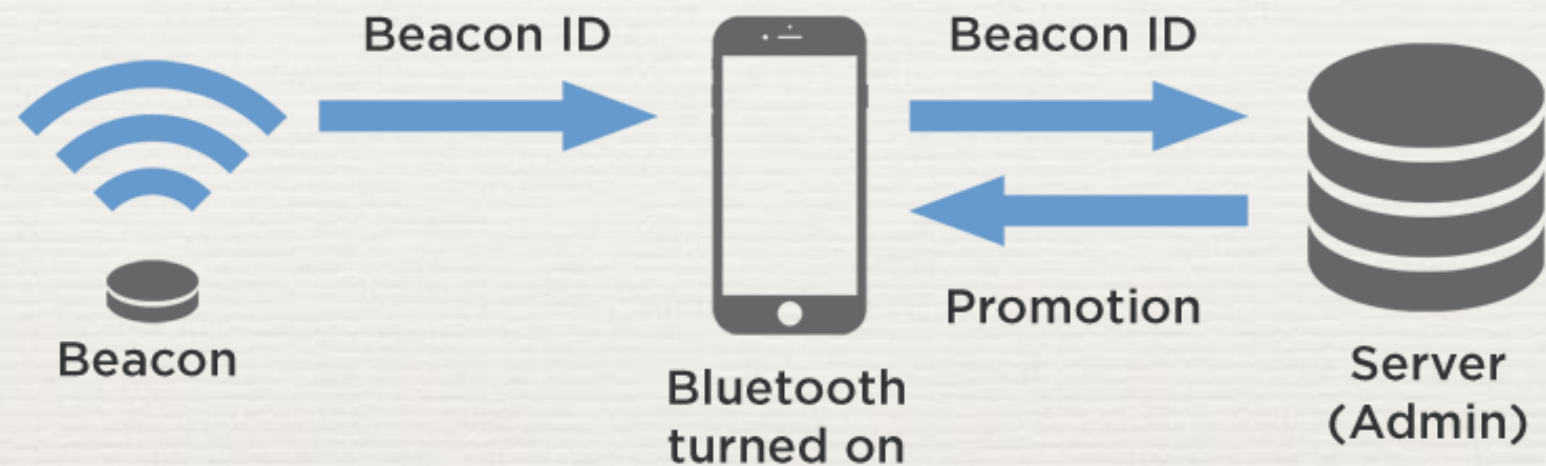 Beacon ID
Beacon ID
Beacon
Bluetooth
turned on
Promotion
Server
(Admin)